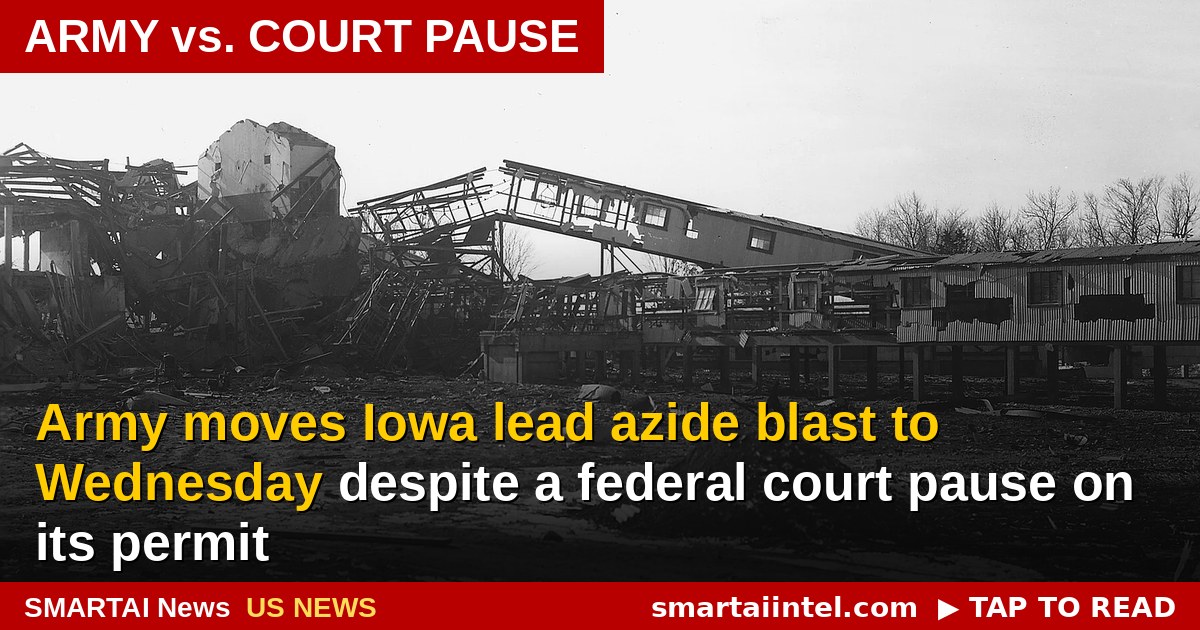 ARMY vs. COURT PAUSE
Army moves Iowa lead azide blast to
Wednesday despite a federal court pause on
its permit
SMARTAI News US NEWS
smartaiintel.com ▶ TAP TO READ